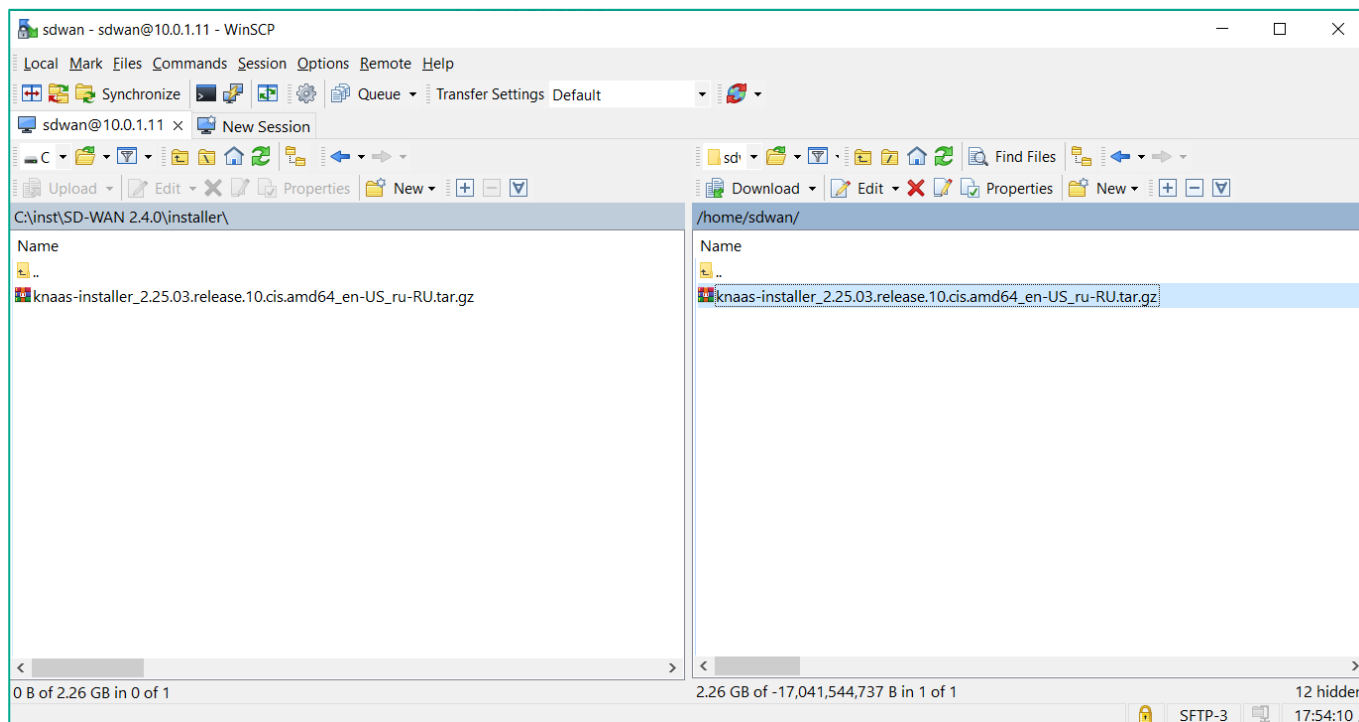 sdwan - sdwan@10.0.1.11 - WinSCP
Local Mark Files Commands Session Options Remote Help
Synchronize Queue Transfer Settings Default
sdwan@10.0.1.11 × New Session
C sdw Find Files
Upload Edit Properties New Download Edit Properties New
C:\inst\SD-WAN 2.4.0\installer\ /home/sdwan/
Name Name
.. ..
knaas-installer_2.25.03.release.10.cis.amd64_en-US_ru-RU.tar.gz knaas-installer_2.25.03.release.10.cis.amd64_en-US_ru-RU.tar.gz
0 B of 2.26 GB in 0 of 1 2.26 GB of -17,041,544,737 B in 1 of 1 12 hidden
SFTP-3 17:54:10